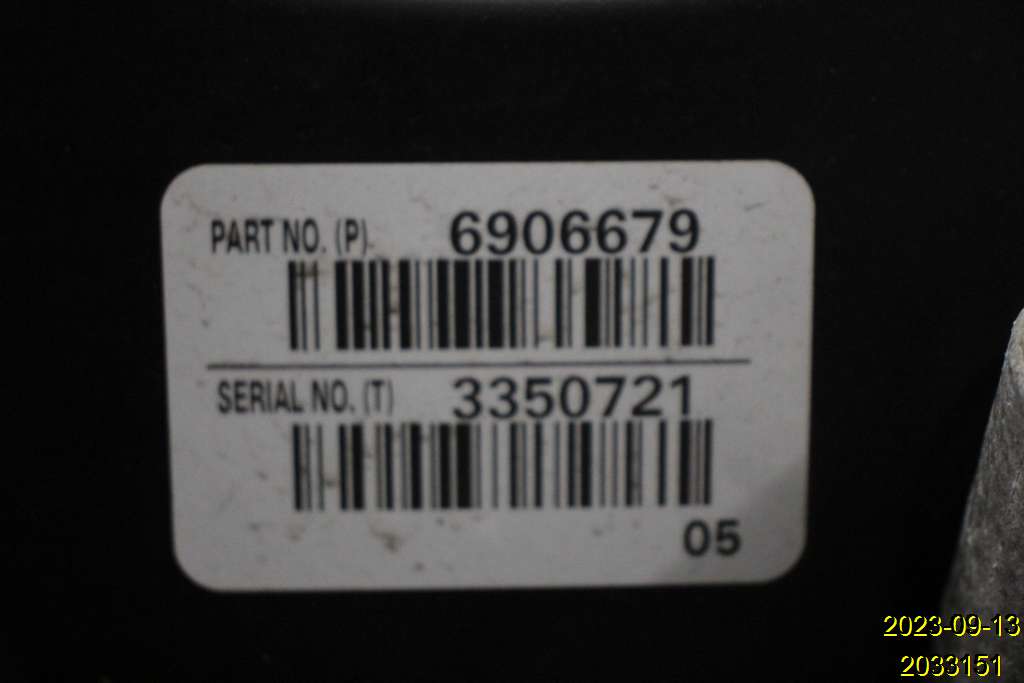 PART NO. (P) 6906679
SERIAL NO. (T) 3350721
05
2023-09-13
2033151